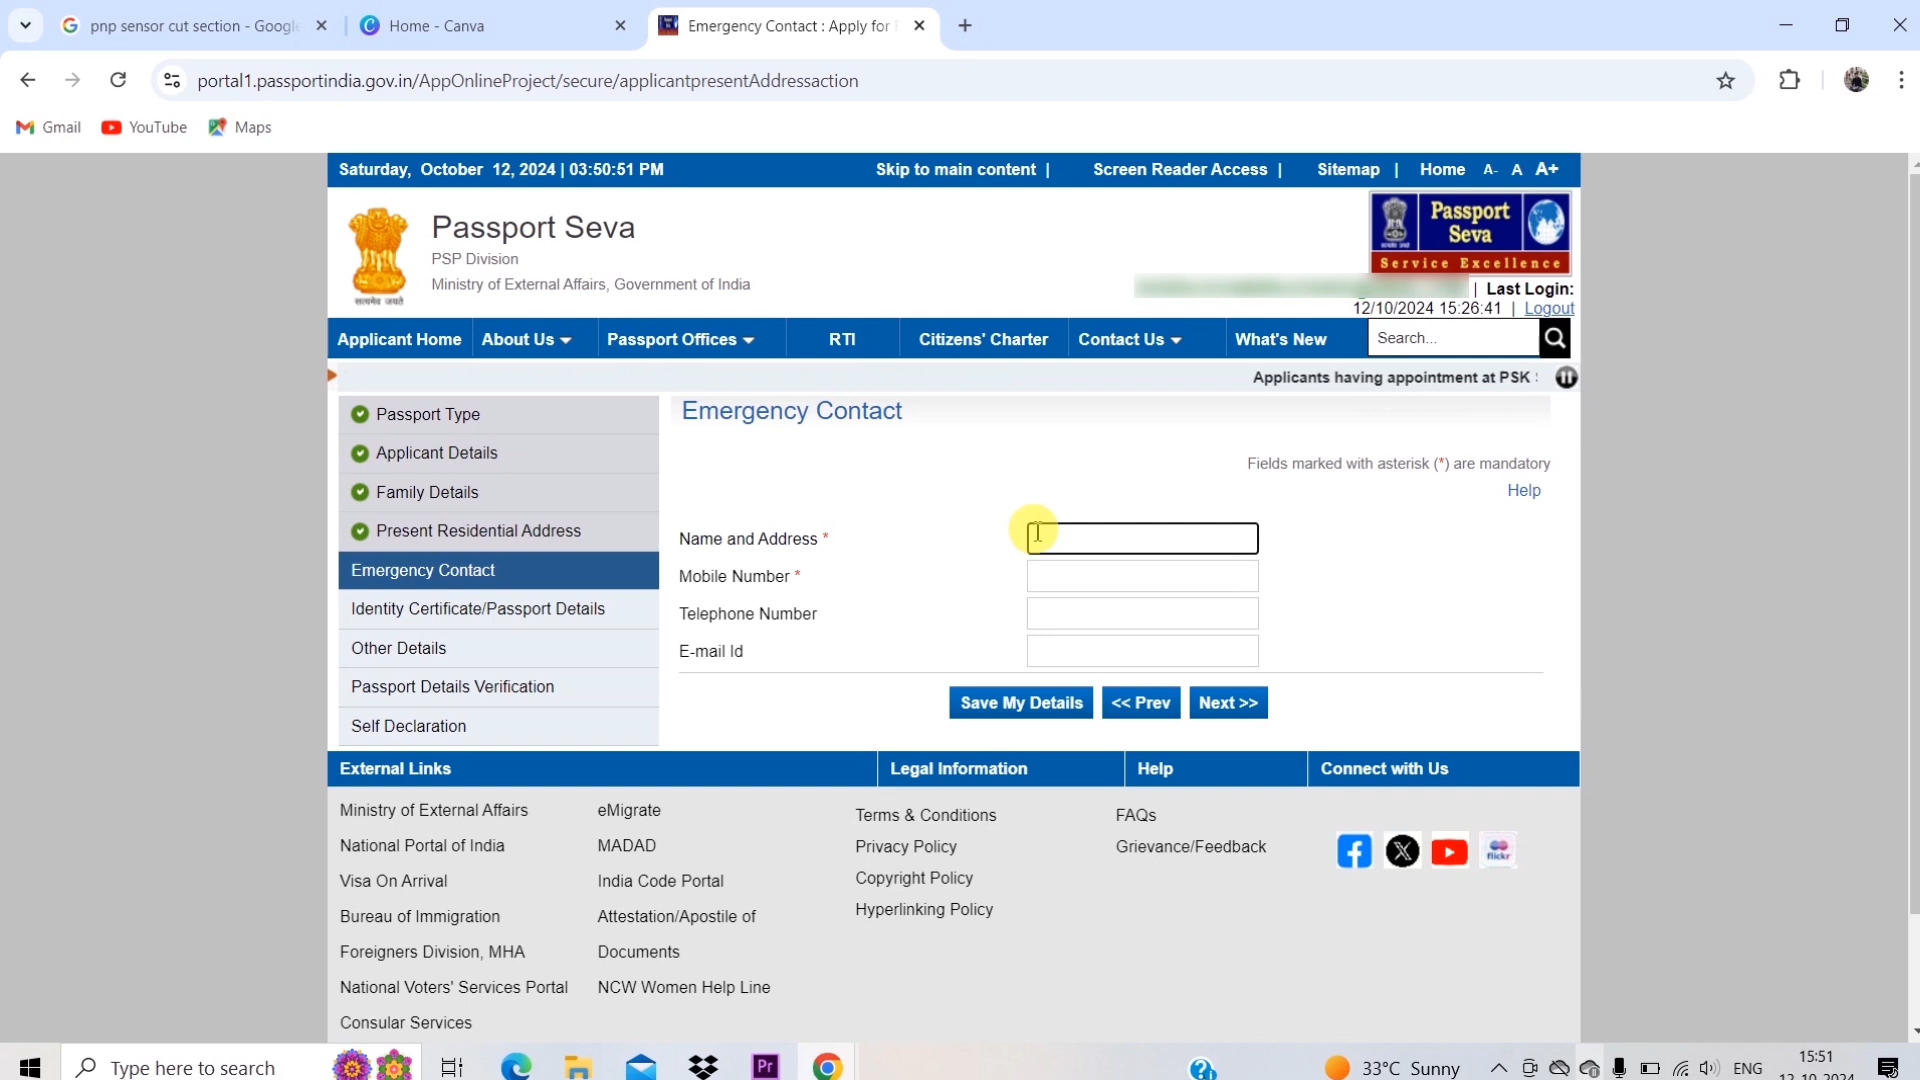 pnp sensor cut section - Google
Home - Canva
Emergency Contact : Apply for
portal1.passportindia.gov.in/AppOnlineProject/secure/applicantpresentAddressaction
Gmail YouTube Maps
Saturday, October 12, 2024 | 03:50:51 PM
Skip to main content | Screen Reader Access | Sitemap | Home A- A A+
Passport Seva
PSP Division
Ministry of External Affairs, Government of India
सत्यमेव जयते
Passport
Seva
Service Excellence
| Last Login:
12/10/2024 15:26:41 | Logout
Applicant Home About Us Passport Offices RTI Citizens' Charter Contact Us What's New Search...
Applicants having appointment at PSK
Passport Type
Applicant Details
Family Details
Present Residential Address
Emergency Contact
Identity Certificate/Passport Details
Other Details
Passport Details Verification
Self Declaration
Emergency Contact
Fields marked with asterisk (*) are mandatory
Help
Name and Address *
Mobile Number *
Telephone Number
E-mail Id
Save My Details << Prev Next >>
External Links
Ministry of External Affairs
National Portal of India
Visa On Arrival
Bureau of Immigration
Foreigners Division, MHA
National Voters' Services Portal
Consular Services
eMigrate
MADAD
India Code Portal
Attestation/Apostile of
Documents
NCW Women Help Line
Legal Information
Terms & Conditions
Privacy Policy
Copyright Policy
Hyperlinking Policy
Help
FAQs
Grievance/Feedback
Connect with Us
flickr
Type here to search
Pr
33°C Sunny
ENG
15:51
12-10-2024